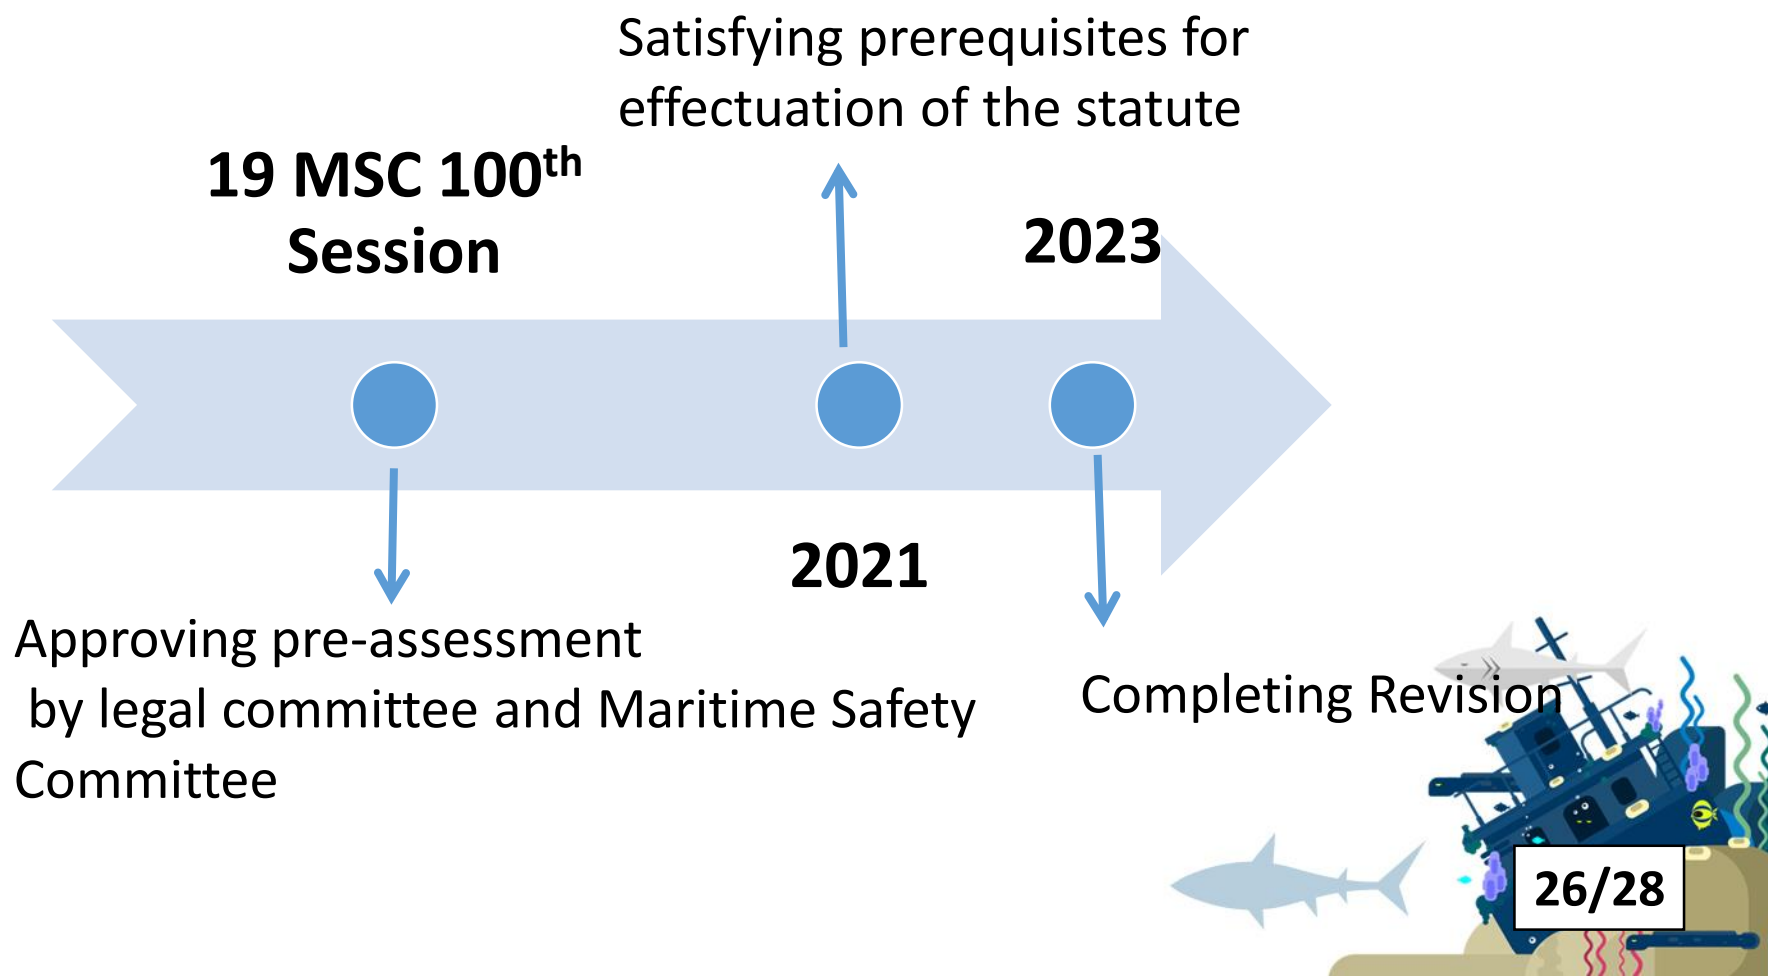 Satisfying prerequisites for
effectuation of the statute
19 MSC 100th
Session
2023
2021
Approving pre-assessment
by legal committee and Maritime Safety
Committee
Completing Revision
26/28